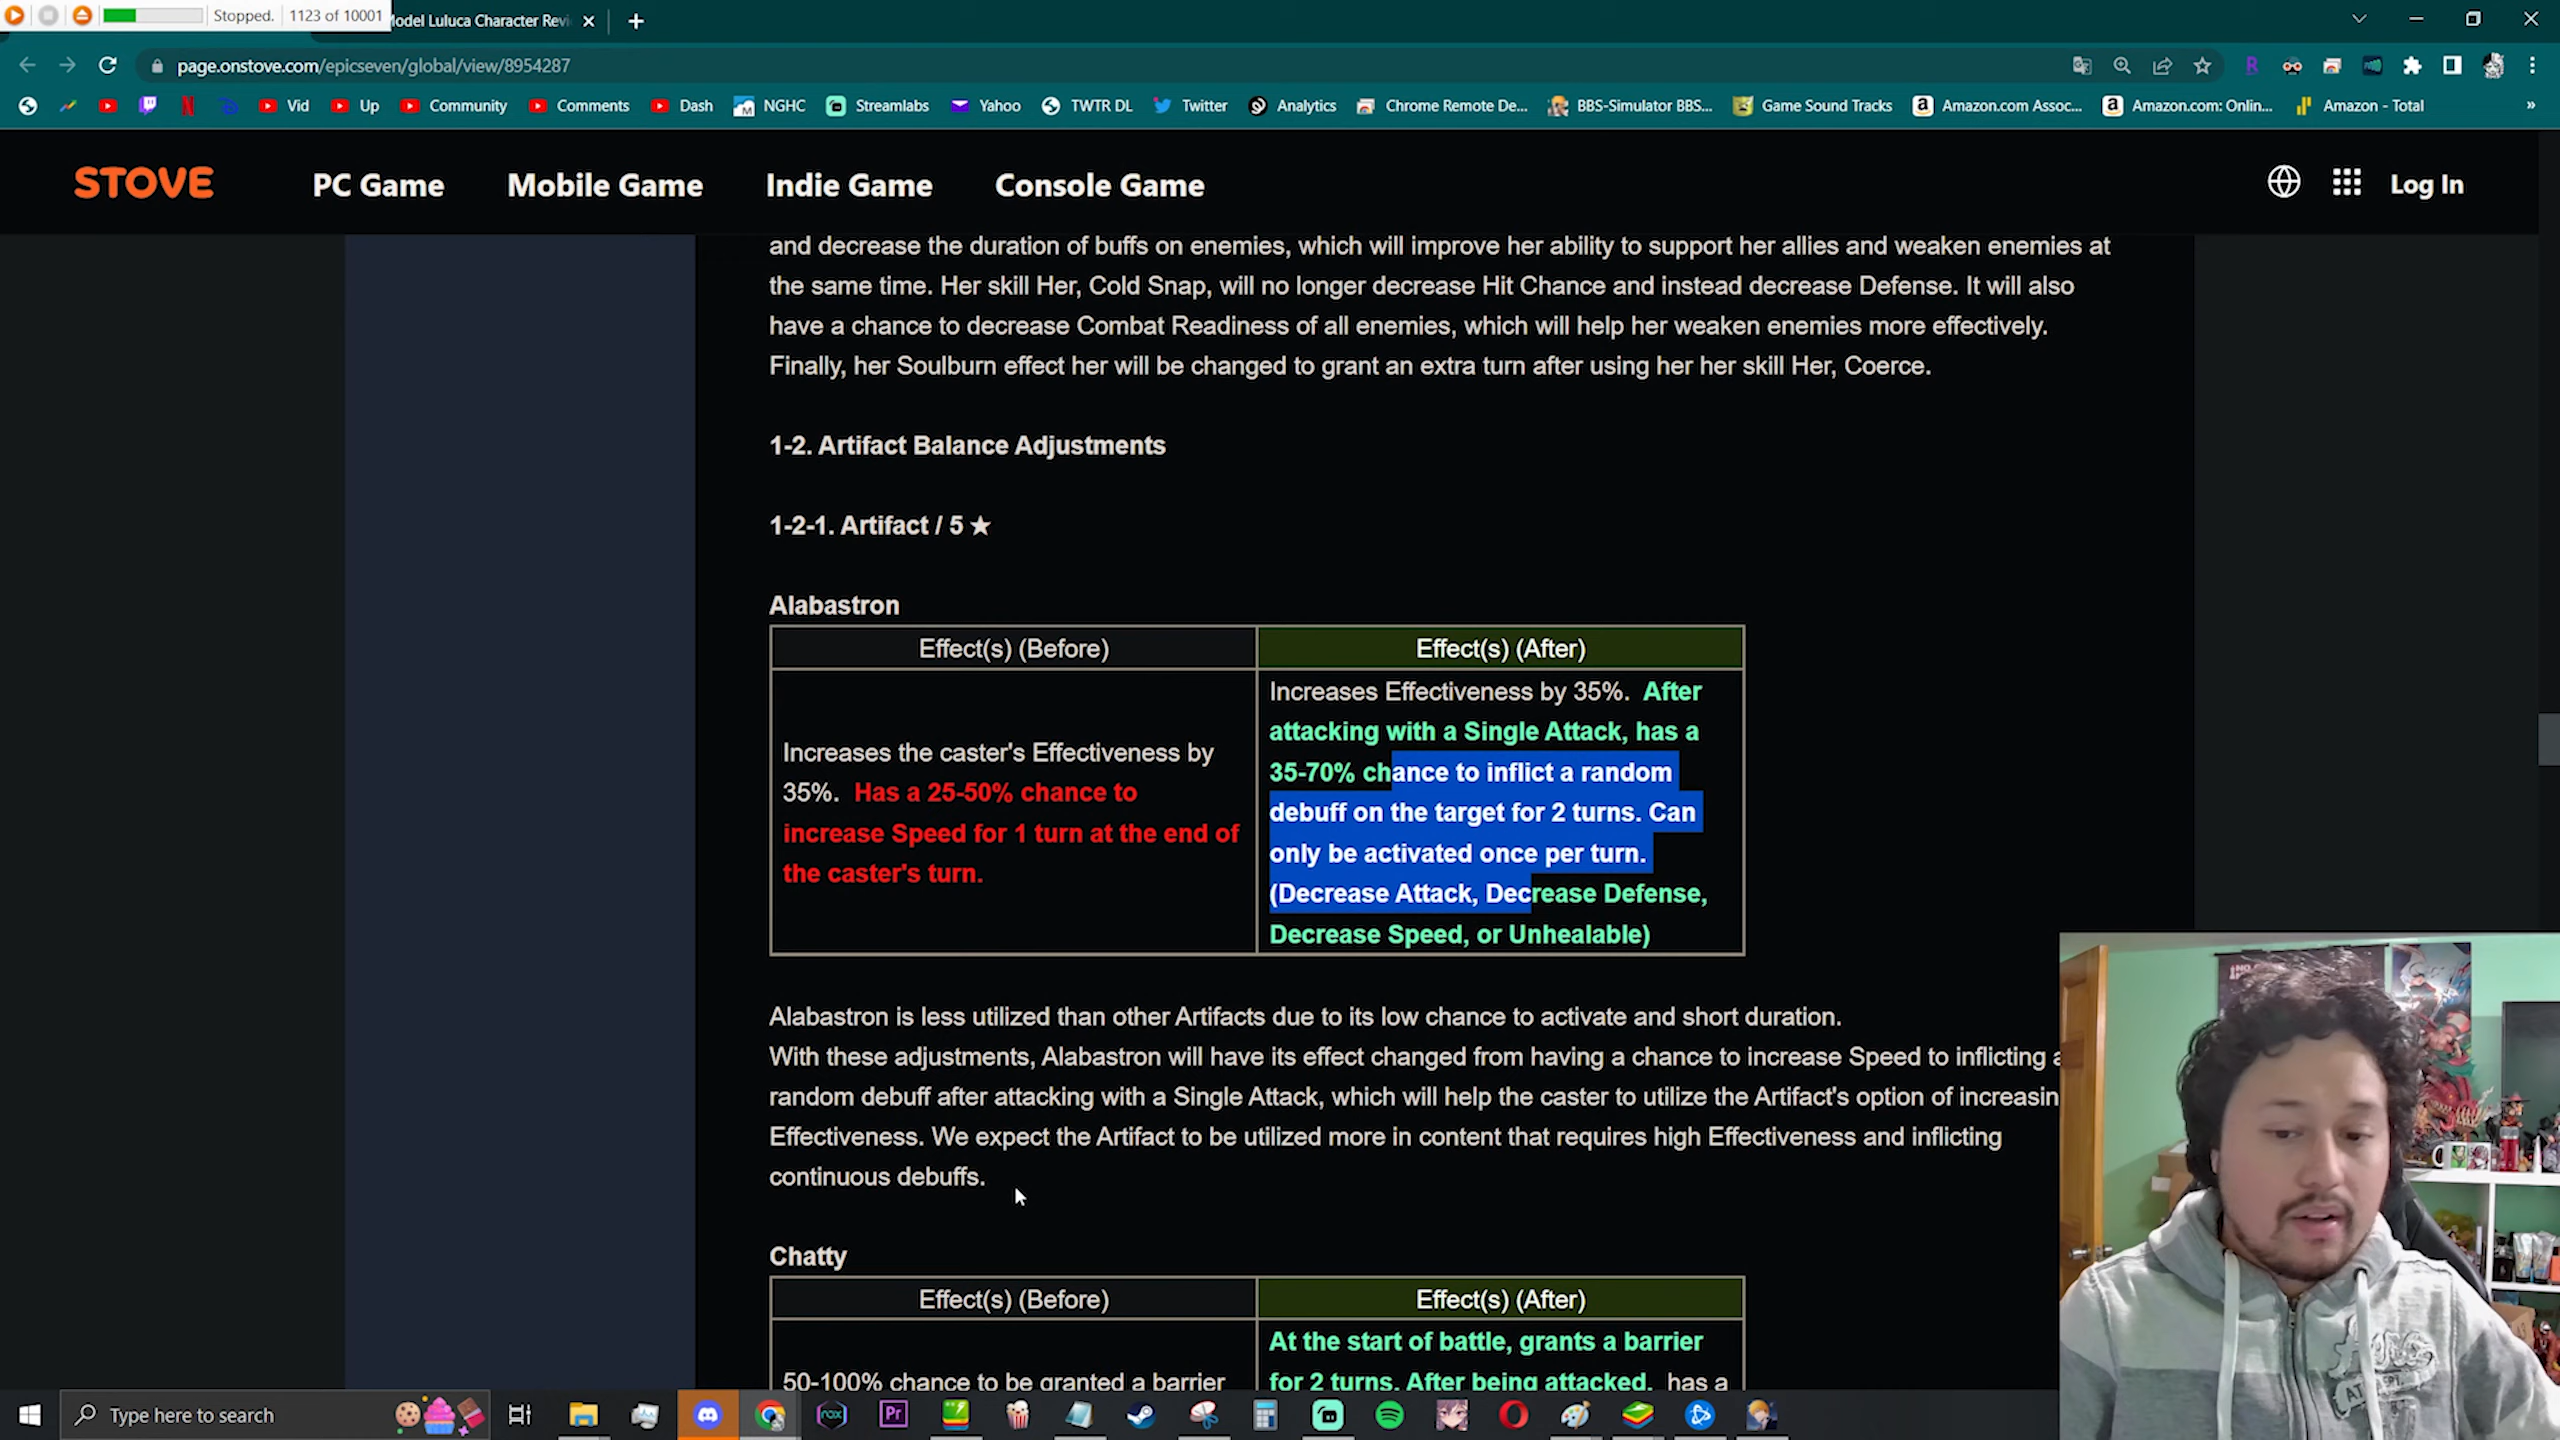 Stopped. 1123 of 10001
odel Luluca Character Revi
page.onstove.com/epicseven/global/view/8954287
Vid Up Community Comments Dash NGHC Streamlabs Yahoo TWTR DL Twitter Analytics Chrome Remote De... BBS-Simulator BBS... Game Sound Tracks Amazon.com Assoc... Amazon.com: Onlin... Amazon - Total
STOVE PC Game Mobile Game Indie Game Console Game Log In
and decrease the duration of buffs on enemies, which will improve her ability to support her allies and weaken enemies at
the same time. Her skill Her, Cold Snap, will no longer decrease Hit Chance and instead decrease Defense. It will also
have a chance to decrease Combat Readiness of all enemies, which will help her weaken enemies more effectively.
Finally, her Soulburn effect her will be changed to grant an extra turn after using her her skill Her, Coerce.
1-2. Artifact Balance Adjustments
1-2-1. Artifact / 5 ★
Alabastron
Effect(s) (Before)
Effect(s) (After)
Increases the caster's Effectiveness by
35%. Has a 25-50% chance to
increase Speed for 1 turn at the end of
the caster's turn.
Increases Effectiveness by 35%. After
attacking with a Single Attack, has a
35-70% chance to inflict a random
debuff on the target for 2 turns. Can
only be activated once per turn.
(Decrease Attack, Decrease Defense,
Decrease Speed, or Unhealable)
Alabastron is less utilized than other Artifacts due to its low chance to activate and short duration.
With these adjustments, Alabastron will have its effect changed from having a chance to increase Speed to inflicting a
random debuff after attacking with a Single Attack, which will help the caster to utilize the Artifact's option of increasin
Effectiveness. We expect the Artifact to be utilized more in content that requires high Effectiveness and inflicting
continuous debuffs.
Chatty
Effect(s) (Before)
Effect(s) (After)
50-100% chance to be granted a barrier
At the start of battle, grants a barrier
for 2 turns. After being attacked, has a
Type here to search